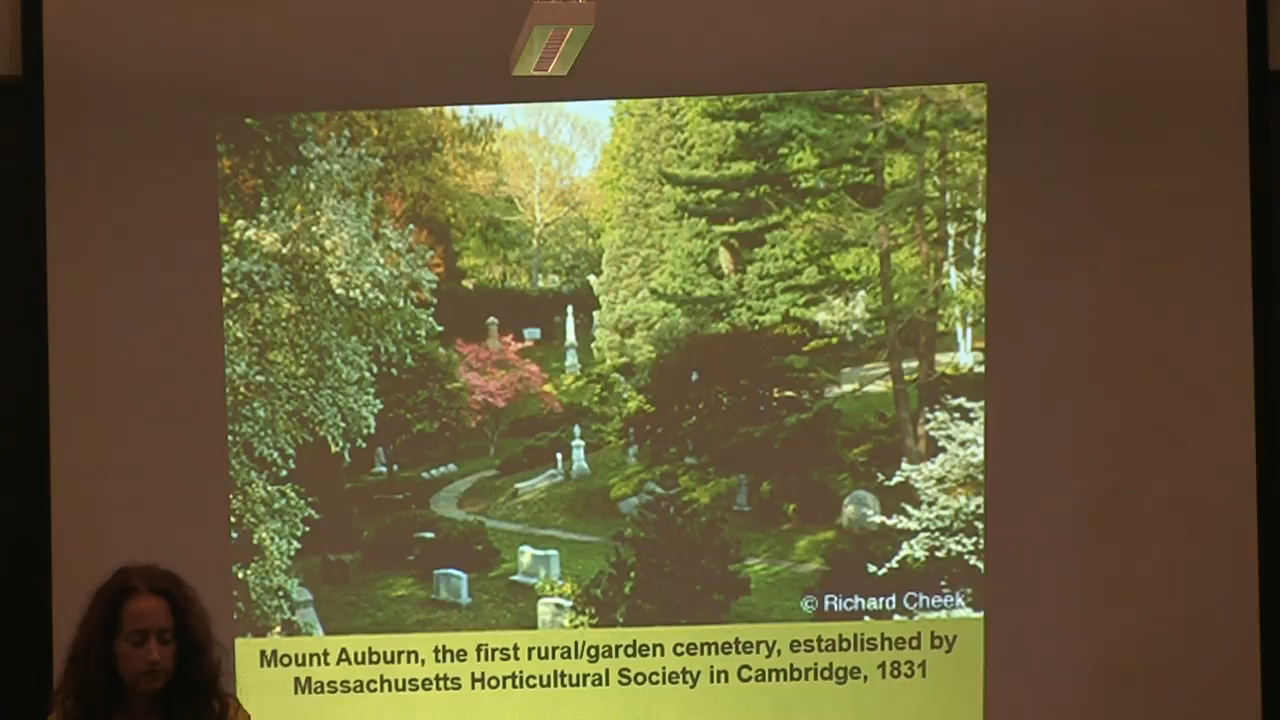 © Richard Cheek
Mount Auburn, the first rural/garden cemetery, established by
Massachusetts Horticultural Society in Cambridge, 1831